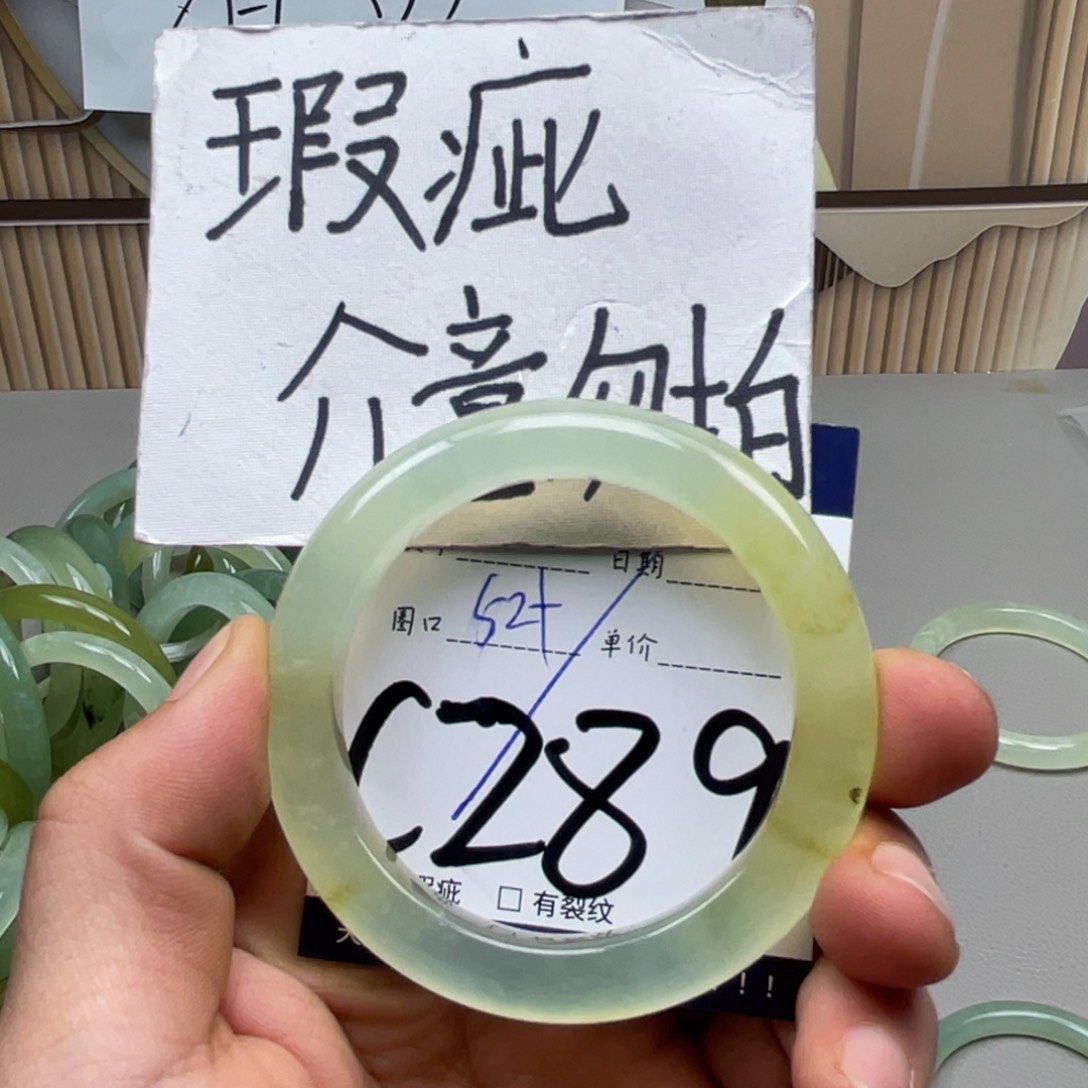 瑕疵
介意勿拍
日期
圈口 52+ 单价
C289
瑕疵 □ 有裂纹
！！